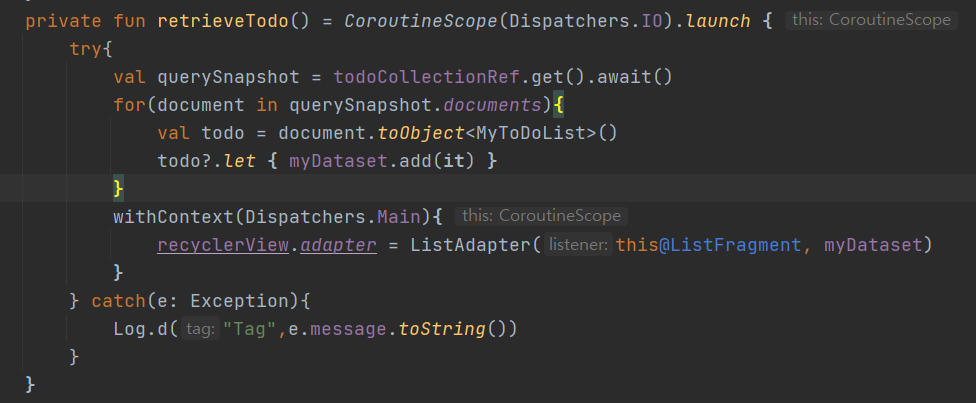 private fun retrieveTodo() = CoroutineScope(Dispatchers.IO).launch { this: CoroutineScope
    try{
        val querySnapshot = todoCollectionRef.get().await()
        for(document in querySnapshot.documents){
            val todo = document.toObject<MyToDoList>()
            todo?.let { myDataset.add(it) }
        }
        withContext(Dispatchers.Main){ this: CoroutineScope
            recyclerView.adapter = ListAdapter( listener: this@ListFragment, myDataset)
        }
    } catch(e: Exception){
        Log.d( tag: "Tag",e.message.toString())
    }
}